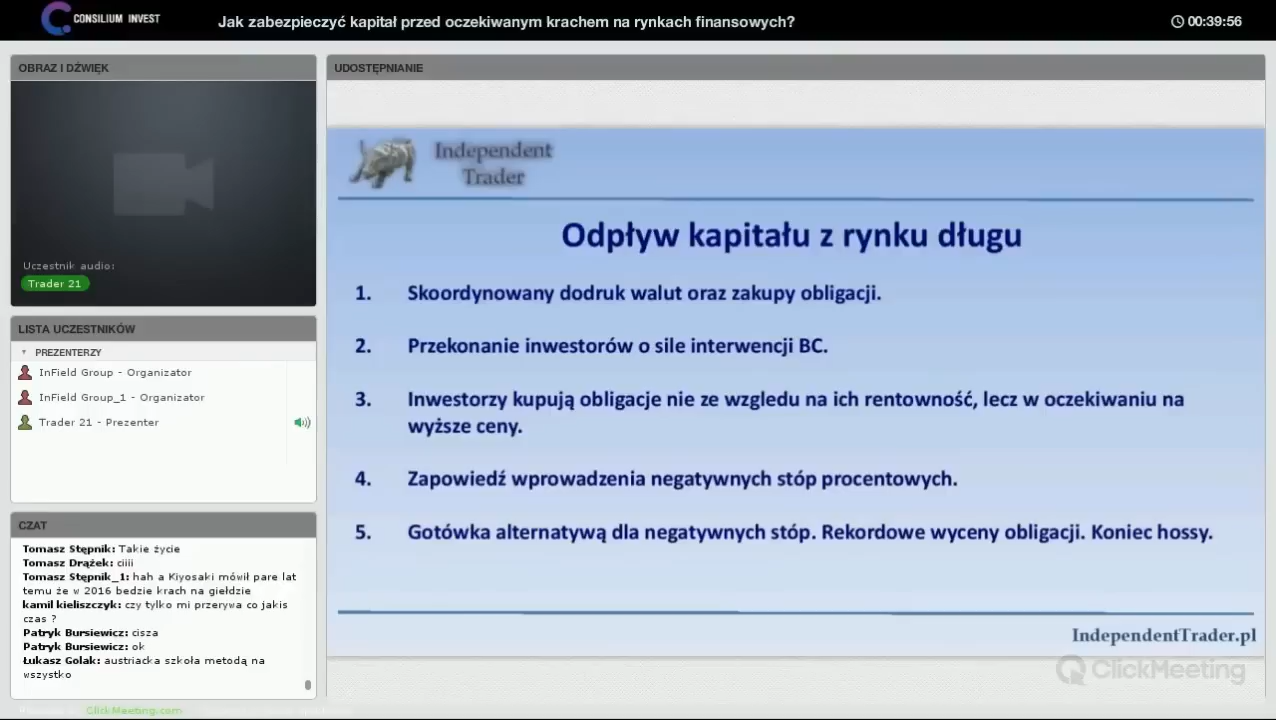 CONSILIUM INVEST
Jak zabezpieczyć kapitał przed oczekiwanym krachem na rynkach finansowych?
00:39:56
OBRAZ I DŹWIĘK
Uczestnik audio:
Trader 21
LISTA UCZESTNIKÓW
PREZENTERZY
InField Group - Organizator
InField Group_1 - Organizator
Trader 21 - Prezenter
CZAT
Tomasz Stępnik: Takie życie
Tomasz Drążek: ciiii
Tomasz Stępnik_1: hah a Kiyosaki mówił pare lat
temu że w 2016 bedzie krach na giełdzie
kamil kieliszczyk: czy tylko mi przerywa co jakis
czas ?
Patryk Bursiewicz: cisza
Patryk Bursiewicz: ok
Łukasz Golak: austriacka szkoła metodą na
wszystko
ClickMeeting.com
UDOSTĘPNIANIE
Independent
Trader
Odpływ kapitału z rynku długu
1. Skoordynowany dodruk walut oraz zakupy obligacji.
2. Przekonanie inwestorów o sile interwencji BC.
3. Inwestorzy kupują obligacje nie ze wzgledu na ich rentowność, lecz w oczekiwaniu na
wyższe ceny.
4. Zapowiedź wprowadzenia negatywnych stóp procentowych.
5. Gotówka alternatywą dla negatywnych stóp. Rekordowe wyceny obligacji. Koniec hossy.
IndependentTrader.pl
ClickMeeting